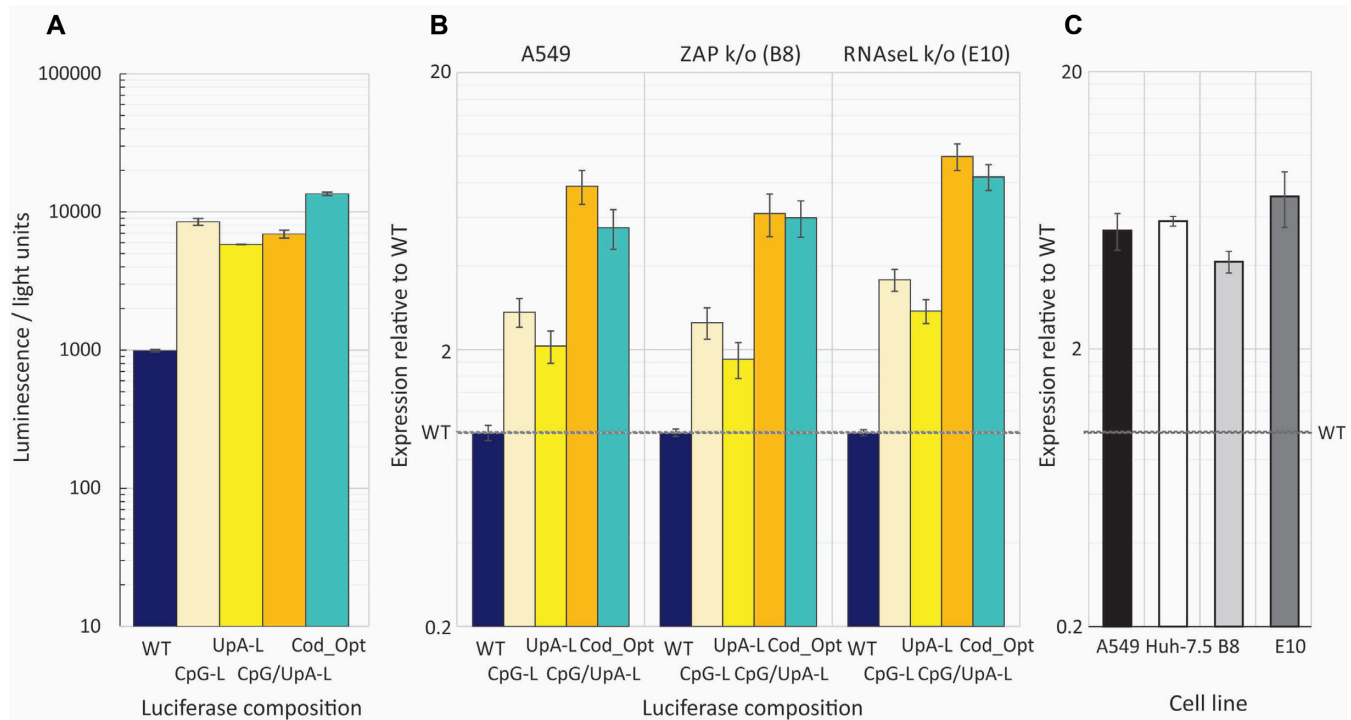 A
B
C
A549
ZAP k/o (B8)
RNAseL k/o (E10)
Luminescence / light units
100000
10000
1000
100
10
WT
UpA-L
Cod_Opt
CpG-L
CpG/UpA-L
Luciferase composition
Expression relative to WT
20
2
WT
0.2
WT
UpA-L
Cod_Opt
CpG-L
CpG/UpA-L
WT
UpA-L
Cod_Opt
CpG-L
CpG/UpA-L
WT
UpA-L
Cod_Opt
CpG-L
CpG/UpA-L
Luciferase composition
Expression relative to WT
20
2
0.2
WT
A549
Huh-7.5
B8
E10
Cell line